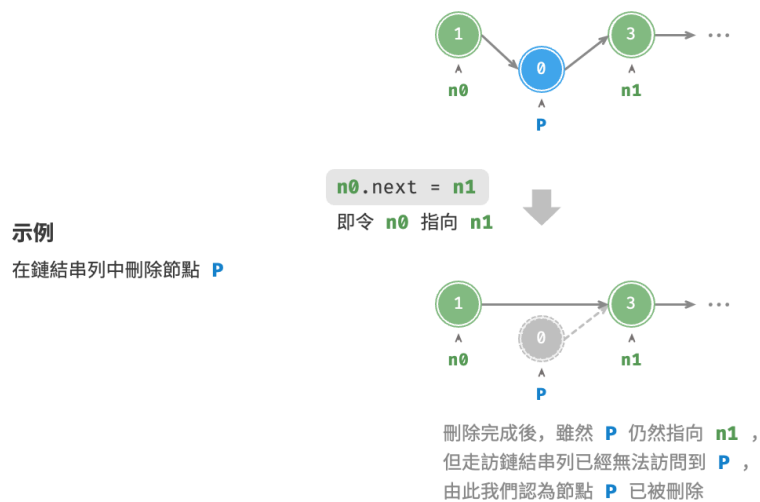 1
3
...
0
n0
n1
P
n0.next = n1
即令 n0 指向 n1
示例
在鏈結串列中刪除節點 P
1
3
...
0
n0
n1
P
刪除完成後，雖然 P 仍然指向 n1，
但走訪鏈結串列已經無法訪問到 P，
由此我們認為節點 P 已被刪除